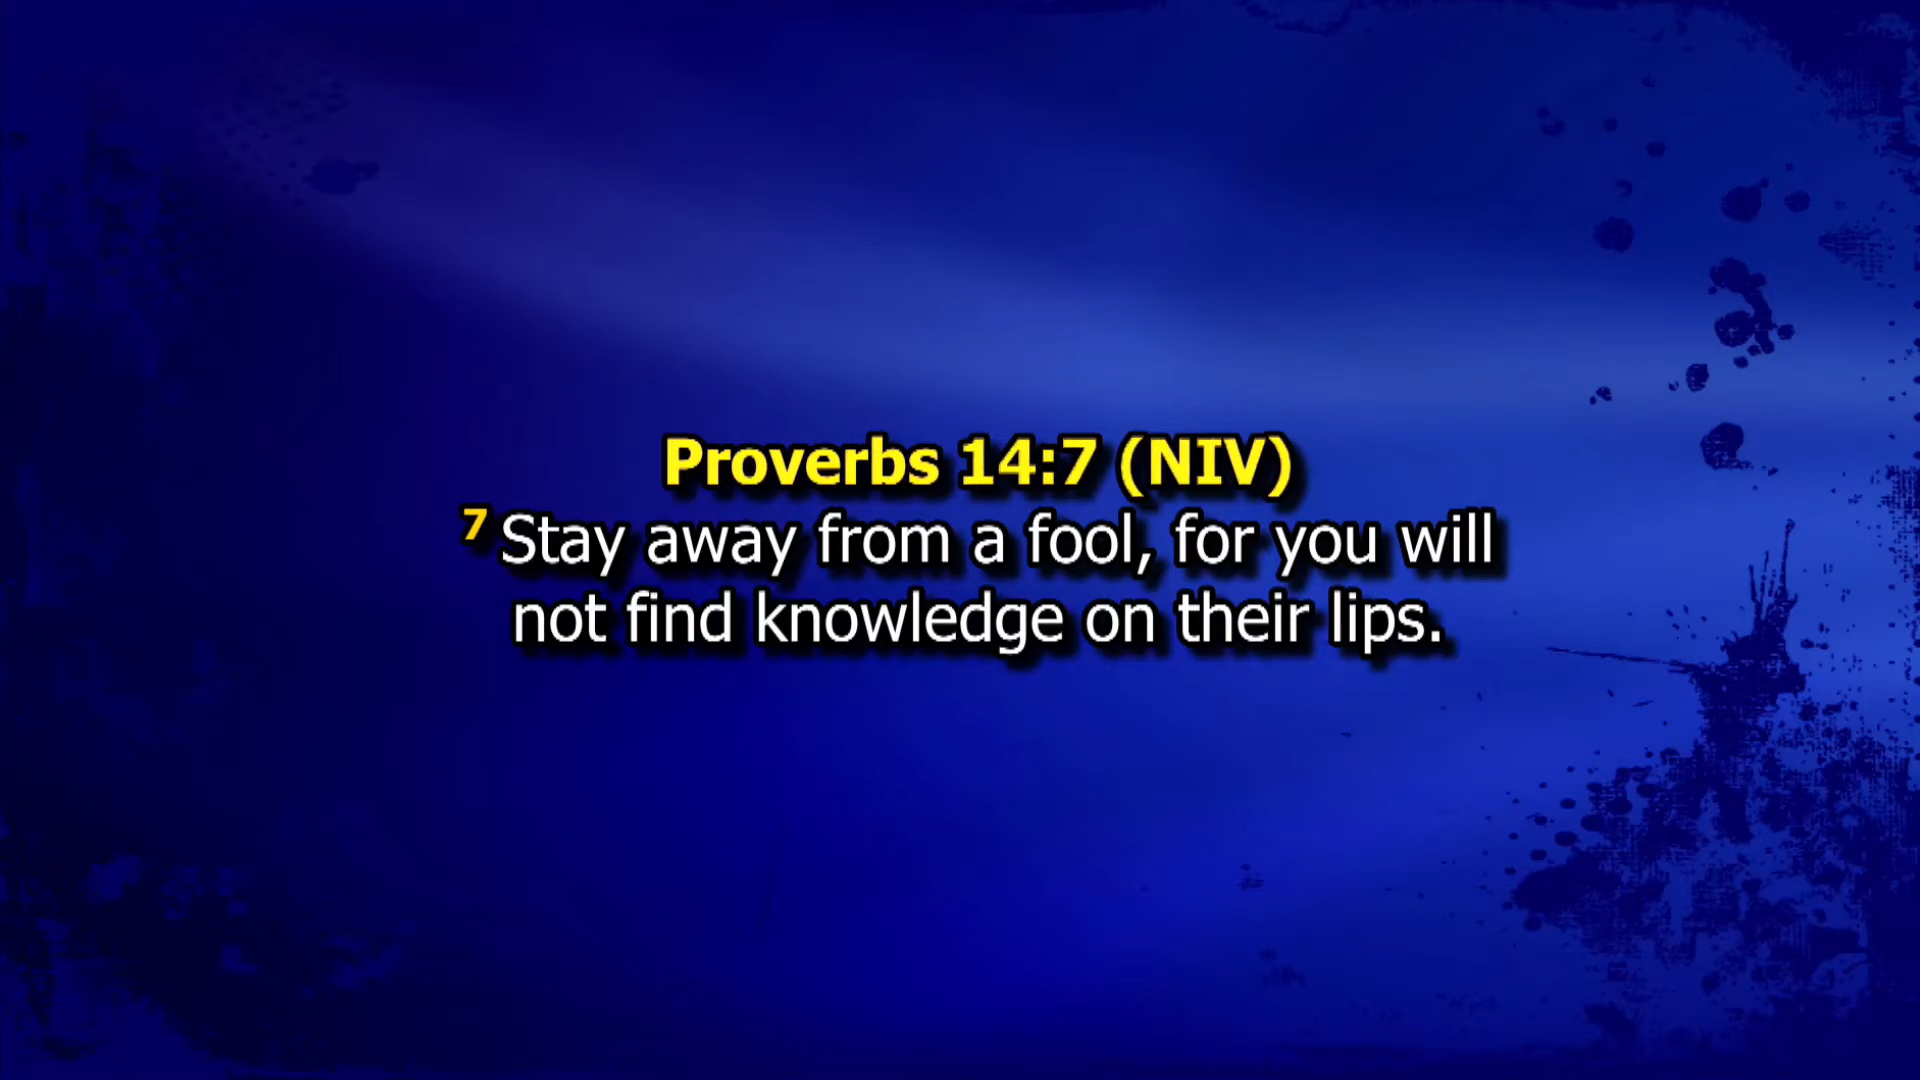 Proverbs 14:7 (NIV)
7 Stay away from a fool, for you will
not find knowledge on their lips.